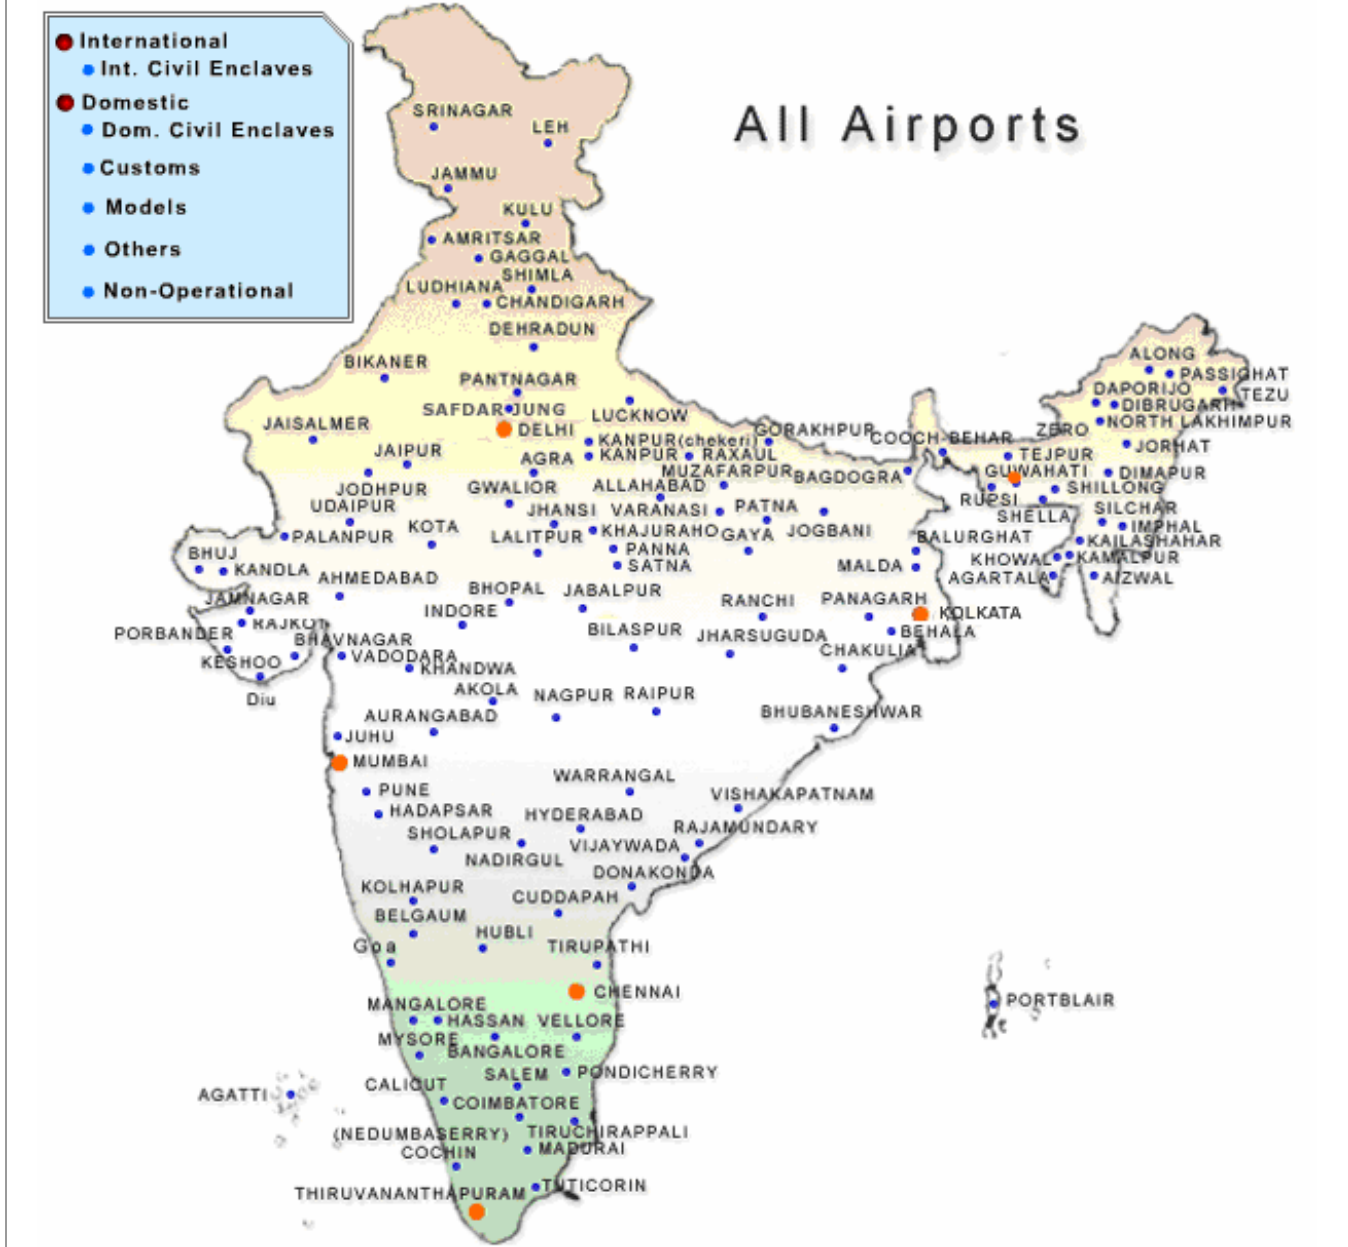 International
Int. Civil Enclaves
Domestic
Dom. Civil Enclaves
Customs
Models
Others
Non-Operational
All Airports
SRINAGAR
LEH
JAMMU
KULU
AMRITSAR
GAGGAL
SHIMLA
LUDHIANA
CHANDIGARH
DEHRADUN
BIKANER
PANTNAGAR
SAFDARJUNG
LUCKNOW
JAISALMER
DELHI
GORAKHPUR
KANPUR(chekeri)
COOCH-BEHAR
JAIPUR
AGRA
KANPUR
RAXAUL
MUZAFARPUR
BAGDOGRA
JODHPUR
GWALIOR
ALLAHABAD
UDAIPUR
JHANSI
VARANASI
PATNA
KOTA
PALANPUR
LALITPUR
KHAJURAHO
GAYA
JOGBANI
BALURGHAT
PANNA
SATNA
MALDA
BHUJ
KANDLA
AHMEDABAD
BHOPAL
JABALPUR
JAMNAGAR
INDORE
RANCHI
PANAGARH
KOLKATA
RAJKOT
PORBANDER
BHAVNAGAR
BILASPUR
JHARSUGUDA
BEHALA
CHAKULIA
KESHOO
VADODARA
KHANDWA
Diu
AKOLA
NAGPUR
RAIPUR
AURANGABAD
BHUBANESHWAR
JUHU
MUMBAI
WARRANGAL
PUNE
VISHAKAPATNAM
HADAPSAR
HYDERABAD
SHOLAPUR
RAJAMUNDARY
NADIRGUL
VIJAYWADA
DONAKONDA
KOLHAPUR
CUDDAPAH
BELGAUM
HUBLI
Goa
TIRUPATHI
CHENNAI
MANGALORE
HASSAN
VELLORE
MYSORE
BANGALORE
SALEM
PONDICHERRY
CALICUT
AGATTI
COIMBATORE
(NEDUMBASERRY)
TIRUCHIRAPPALI
COCHIN
MADURAI
THIRUVANANTHAPURAM
TUTICORIN
PORTBLAIR
ALONG
PASSIGHAT
DAPORIJO
TEZU
DIBRUGARH
NORTH LAKHIMPUR
ZERO
JORHAT
TEJPUR
GUWAHATI
DIMAPUR
SHILLONG
RUPSI
SHELLA
SILCHAR
IMPHAL
KAILASHAHAR
KHOWAL
KAMALPUR
AGARTALA
AIZWAL